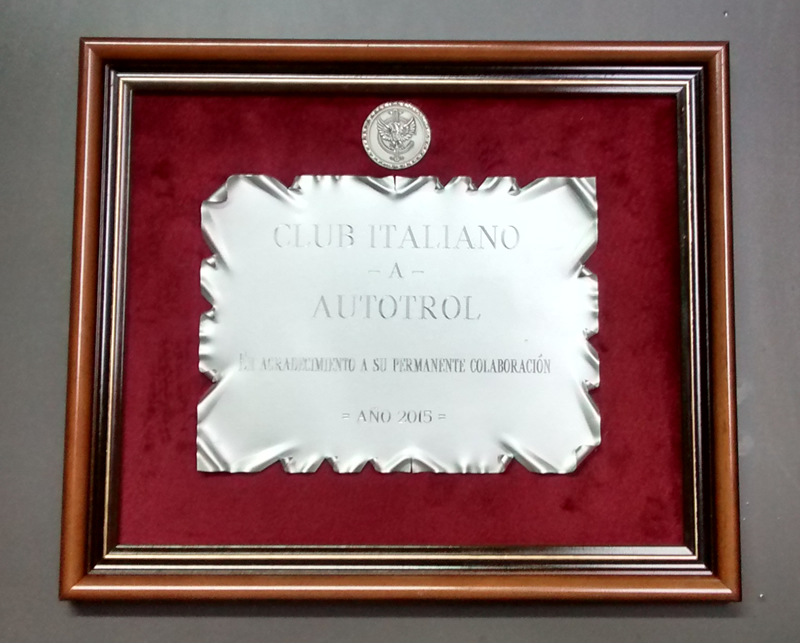 CLUB ITALIANO
- A -
AUTOTROL
EN AGRADECIMIENTO A SU PERMANENTE COLABORACIÓN
= AÑO 2015 =